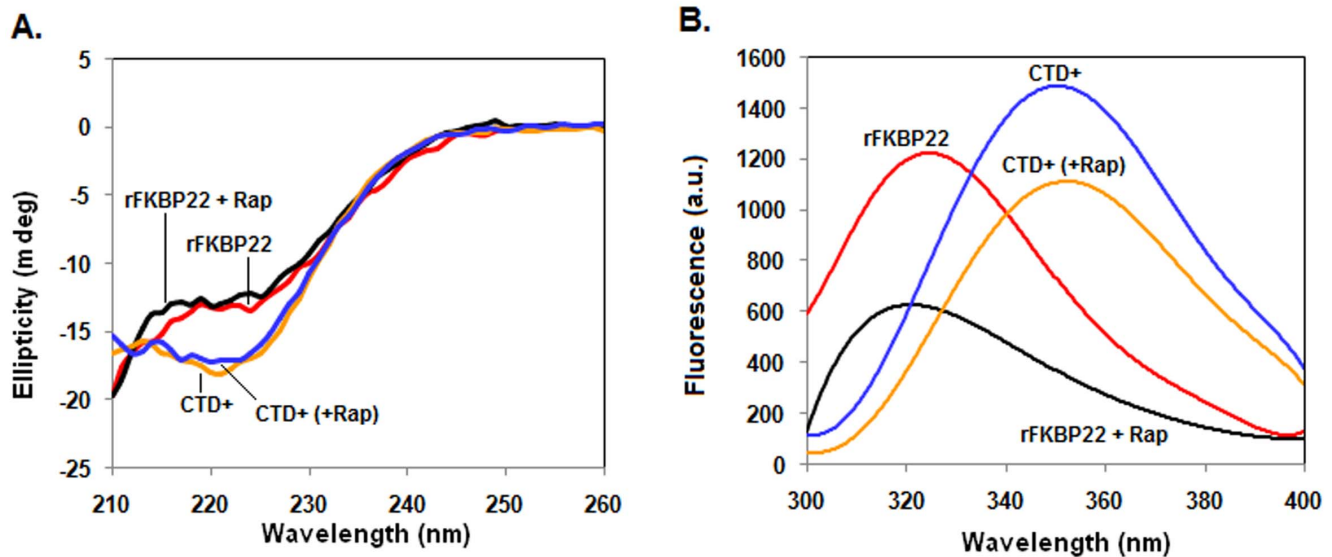 A.
5
0
-5
-10
-15
-20
-25
Ellipticity (m deg)
rFKBP22 + Rap
rFKBP22
CTD+
CTD+ (+Rap)
210 220 230 240 250 260
Wavelength (nm)
B.
1600
1400
1200
1000
800
600
400
200
0
Fluorescence (a.u.)
CTD+
rFKBP22
CTD+ (+Rap)
rFKBP22 + Rap
300 320 340 360 380 400
Wavelength (nm)